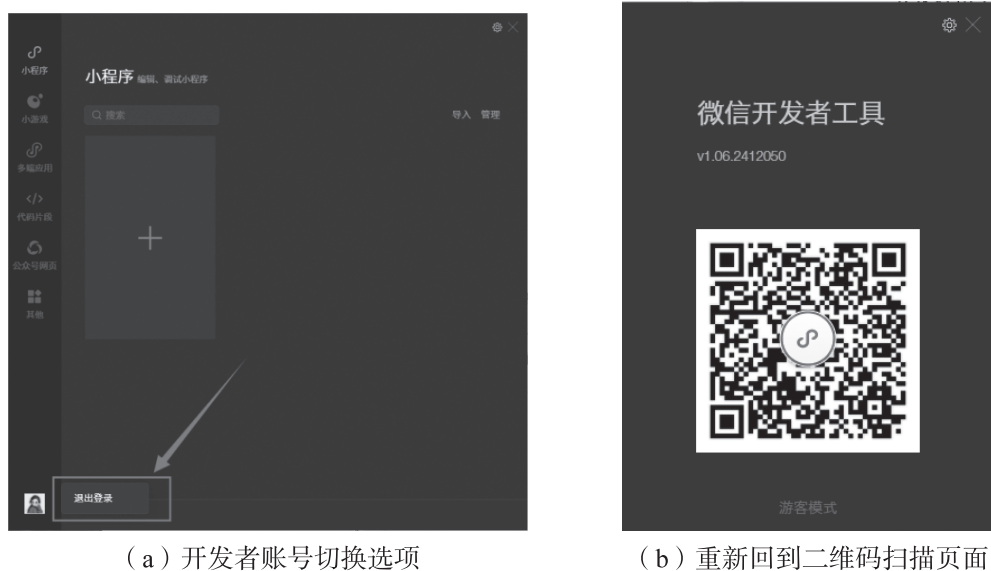 小程序
小游戏
多端应用
代码片段
公众号网页
其他
小程序 编辑、调试小程序
搜索
导入 管理
退出登录
(a)开发者账号切换选项
微信开发者工具
v1.06.2412050
游客模式
(b)重新回到二维码扫描页面